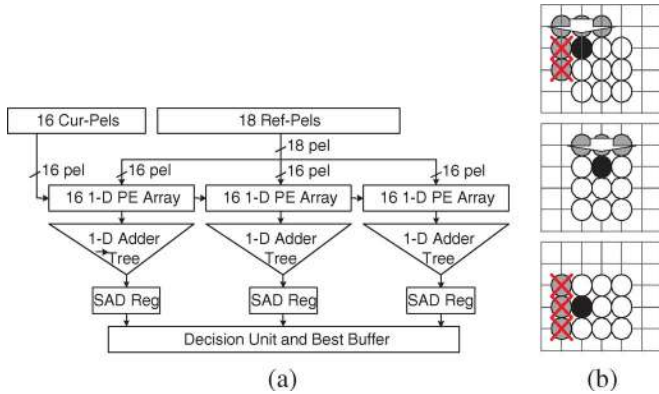 16 Cur-Pels
18 Ref-Pels
18 pel
16 pel
16 pel
16 pel
16 pel
16 1-D PE Array
16 1-D PE Array
16 1-D PE Array
1-D Adder
Tree
1-D Adder
Tree
1-D Adder
Tree
SAD Reg
SAD Reg
SAD Reg
Decision Unit and Best Buffer
(a)
(b)